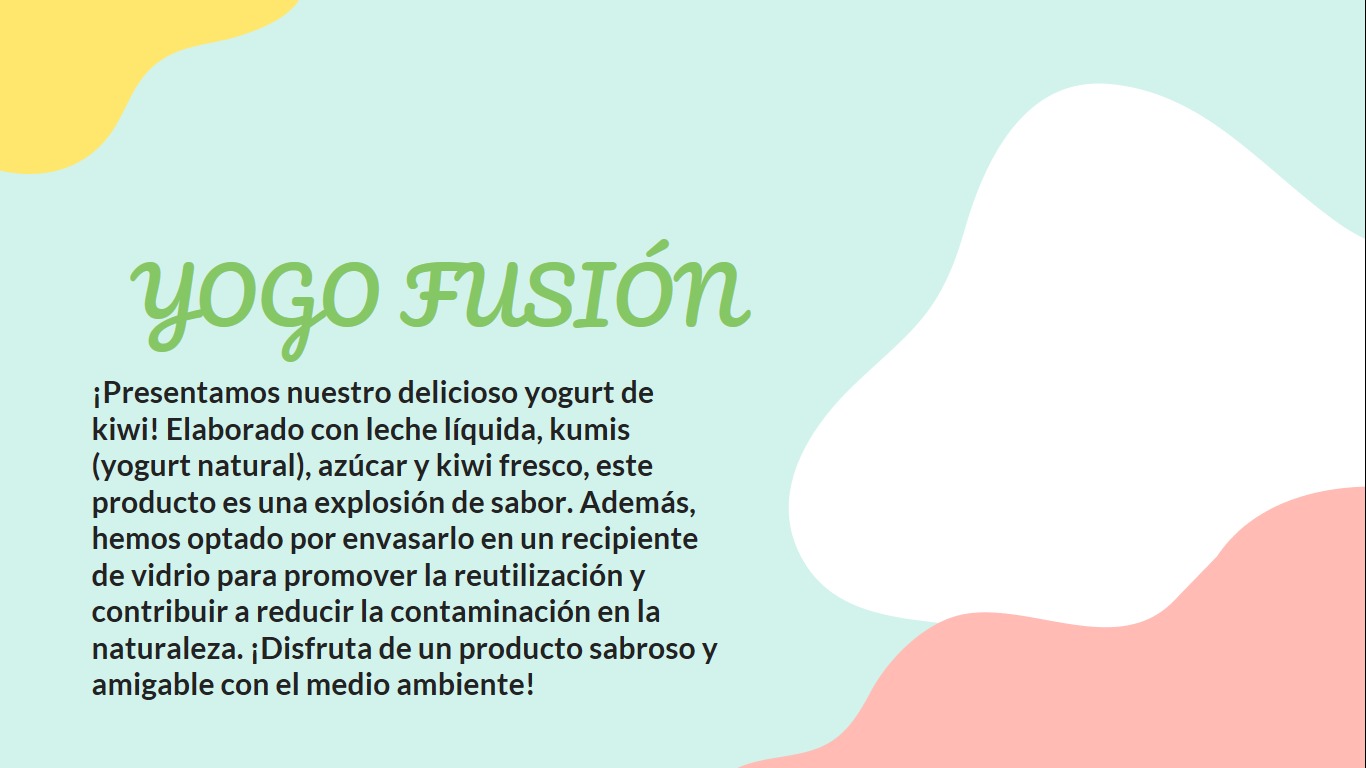 YOGO FUSIÓN
¡Presentamos nuestro delicioso yogurt de
kiwi! Elaborado con leche líquida, kumis
(yogurt natural), azúcar y kiwi fresco, este
producto es una explosión de sabor. Además,
hemos optado por envasarlo en un recipiente
de vidrio para promover la reutilización y
contribuir a reducir la contaminación en la
naturaleza. ¡Disfruta de un producto sabroso y
amigable con el medio ambiente!